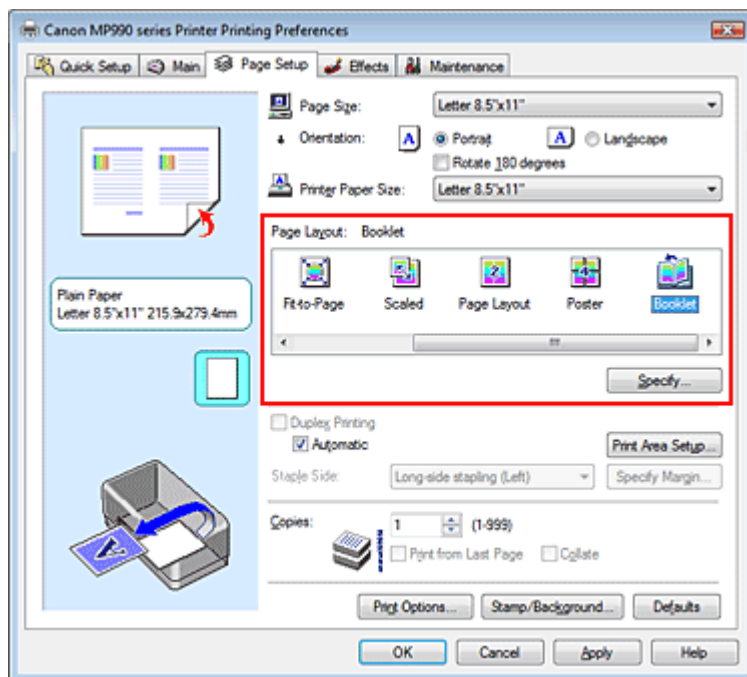 Canon MP990 series Printer Printing Preferences
Quick Setup Main Page Setup Effects Maintenance
Page Size: Letter 8.5"x11"
Orientation: A Portrait A Landscape
Rotate 180 degrees
Printer Paper Size: Letter 8.5"x11"
Page Layout: Booklet
Fit-to-Page Scaled Page Layout Poster Booklet
Plain Paper
Letter 8.5"x11" 215.9x279.4mm
Specify...
Duplex Printing
Automatic Print Area Setup...
Staple Side: Long-side stapling (Left) Specify Margin...
Copies: 1 (1-999)
Print from Last Page Collate
Print Options... Stamp/Background... Defaults
OK Cancel Apply Help